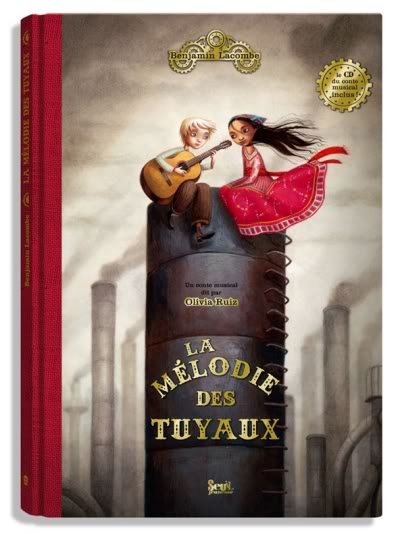 LA MÉLODIE DES TUYAUX
Benjamin Lacombe
Benjamin Lacombe
le CD
du conte
musical
inclus !
Un conte musical
dit par
Olivia Ruiz
LA
MÉLODIE
DES
TUYAUX
Seuil
jeunesse